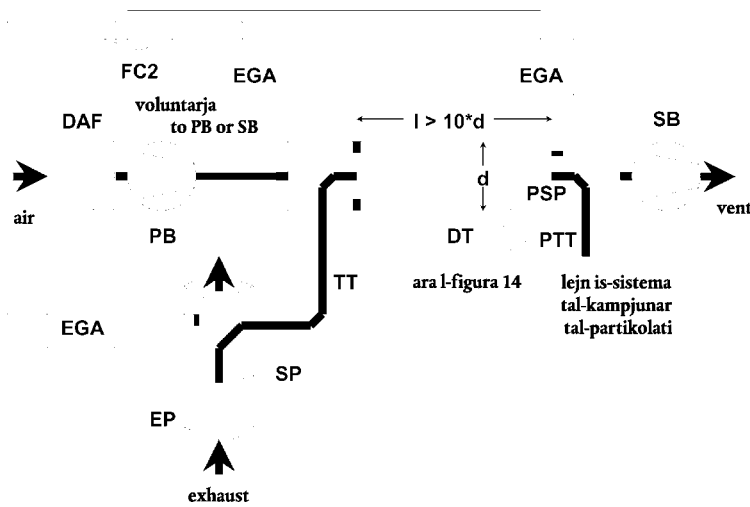 FC2
EGA
EGA
voluntarja
to PB or SB
DAF
l > 10*d
SB
air
d
PSP
vent
PB
DT
PTT
TT
ara l-figura 14
lejn is-sistema
tal-kampjunar
tal-partikolati
EGA
SP
EP
exhaust